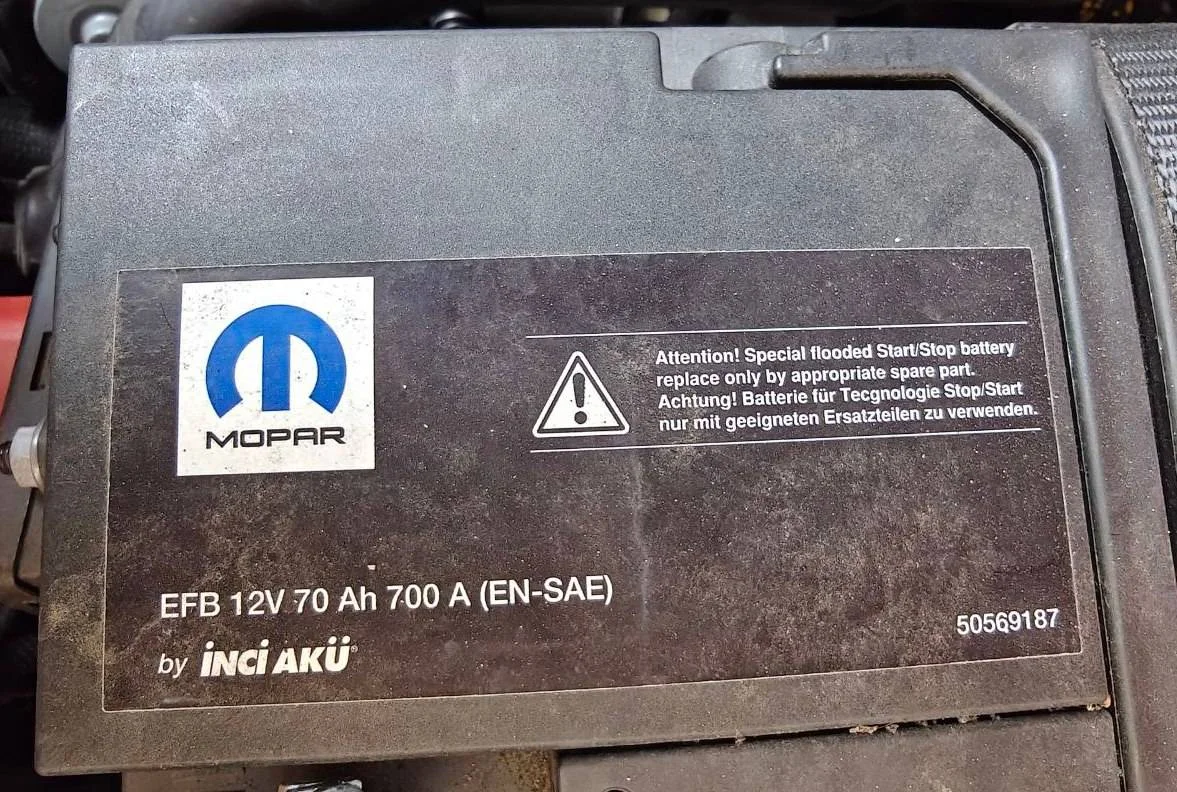 MOPAR
Attention! Special flooded Start/Stop battery
replace only by appropriate spare part.
Achtung! Batterie für Tecgnologie Stop/Start
nur mit geeigneten Ersatzteilen zu verwenden.
EFB 12V 70 Ah 700 A (EN-SAE)
by İNCİ AKÜ®
50569187